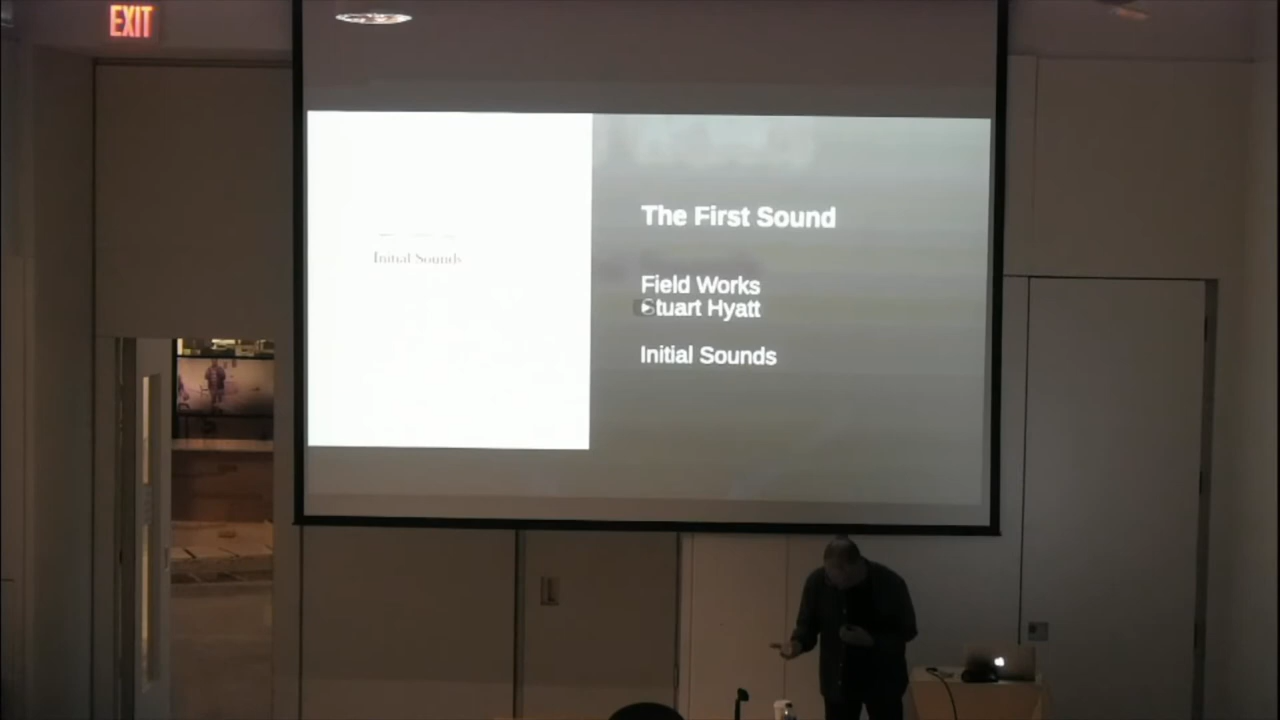 EXIT
Initial Sounds
The First Sound
Field Works
Stuart Hyatt
Initial Sounds